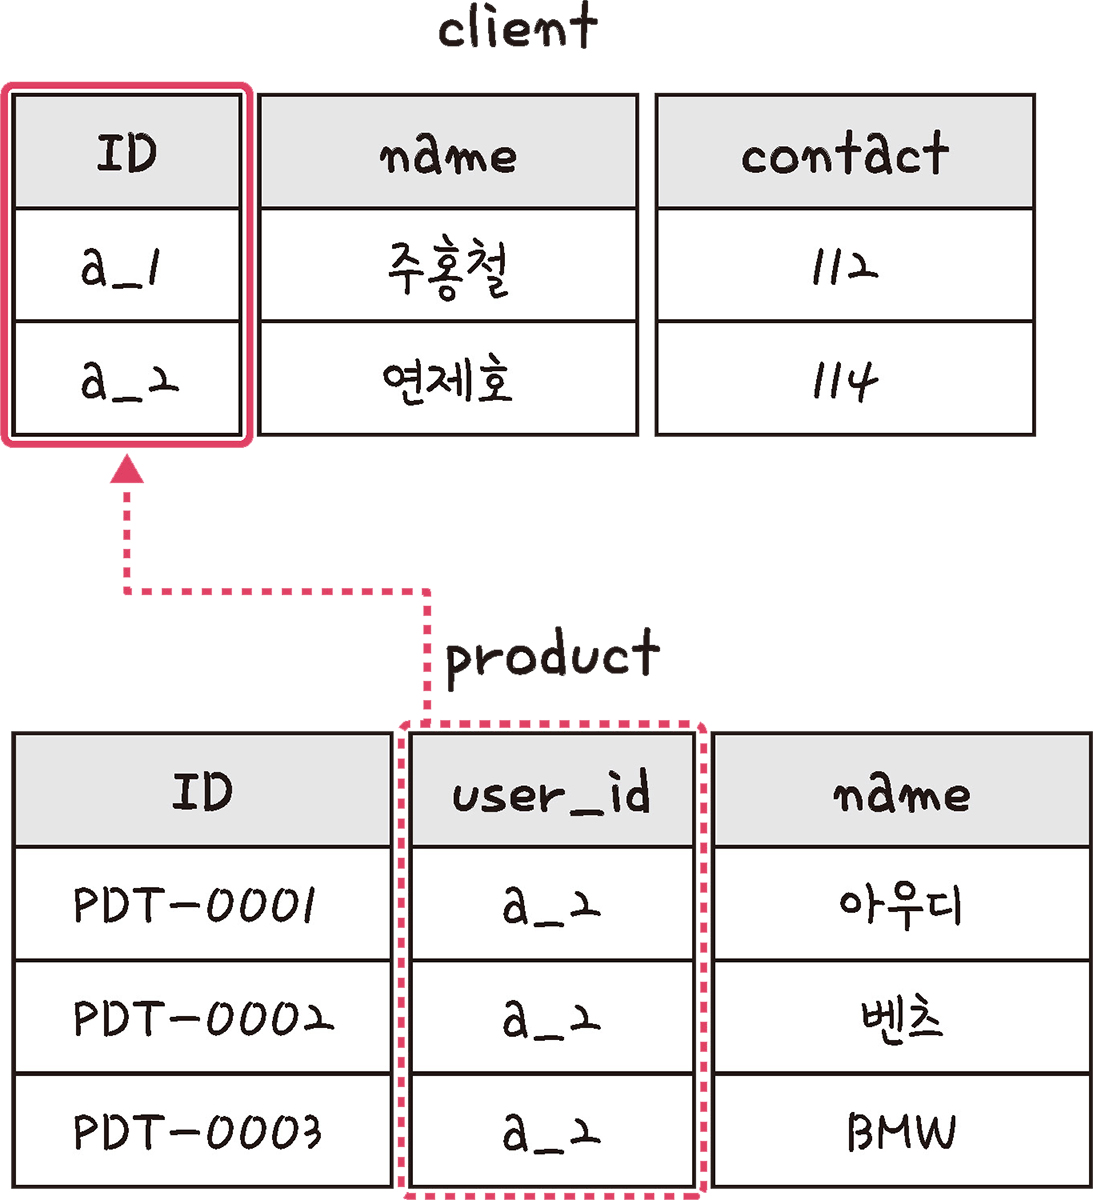 client
ID name contact
a_1 주홍철 112
a_2 연제호 114
product
ID user_id name
PDT-0001 a_2 아우디
PDT-0002 a_2 벤츠
PDT-0003 a_2 BMW